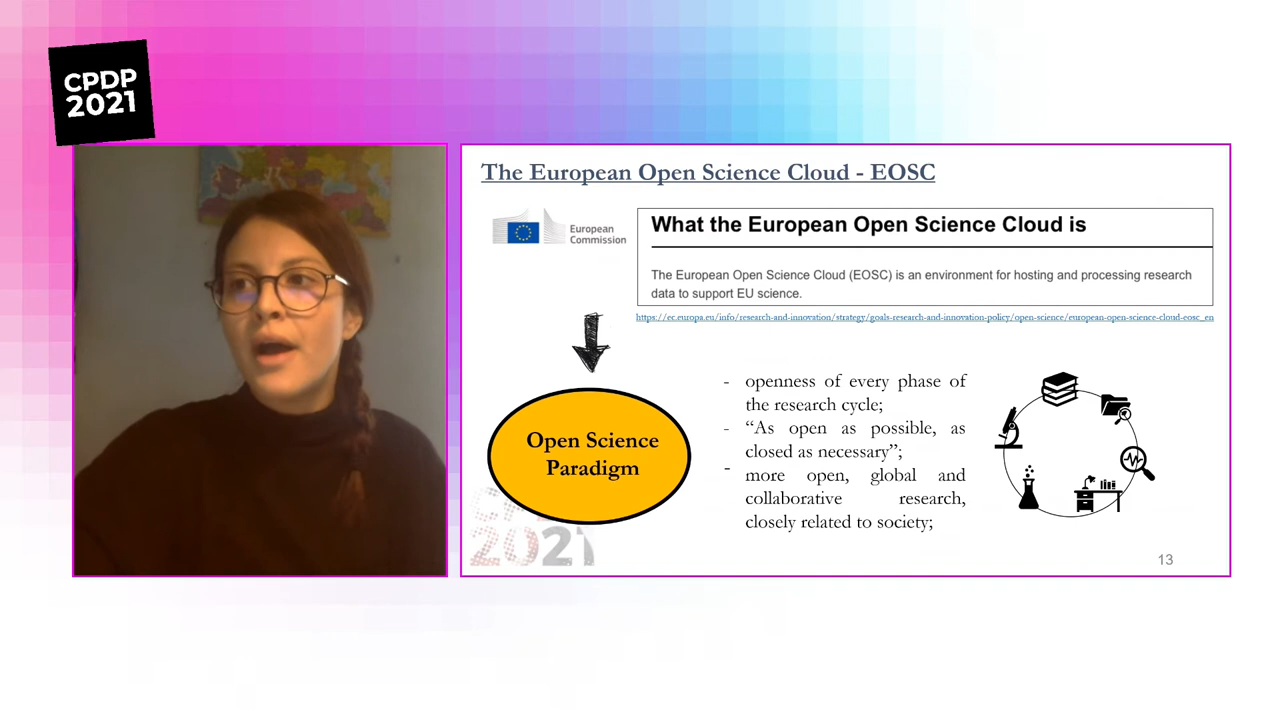 CPDP
2021
The European Open Science Cloud - EOSC
European
Commission
What the European Open Science Cloud is
The European Open Science Cloud (EOSC) is an environment for hosting and processing research
data to support EU science.
https://ec.europa.eu/info/research-and-innovation/strategy/goals-research-and-innovation-policy/open-science/european-open-science-cloud-eosc_en
Open Science
Paradigm
- openness of every phase of
the research cycle;
- “As open as possible, as
closed as necessary”;
- more open, global and
collaborative research,
closely related to society;
2021
13